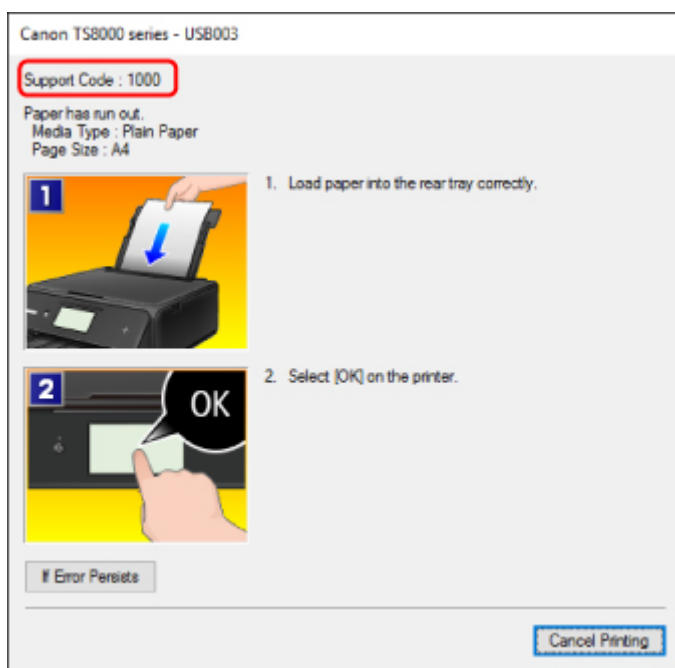 Canon TS8000 series - USB003
Support Code : 1000
Paper has run out.
Media Type : Plain Paper
Page Size : A4
1
1. Load paper into the rear tray correctly.
2
OK
2. Select [OK] on the printer.
If Error Persists
Cancel Printing